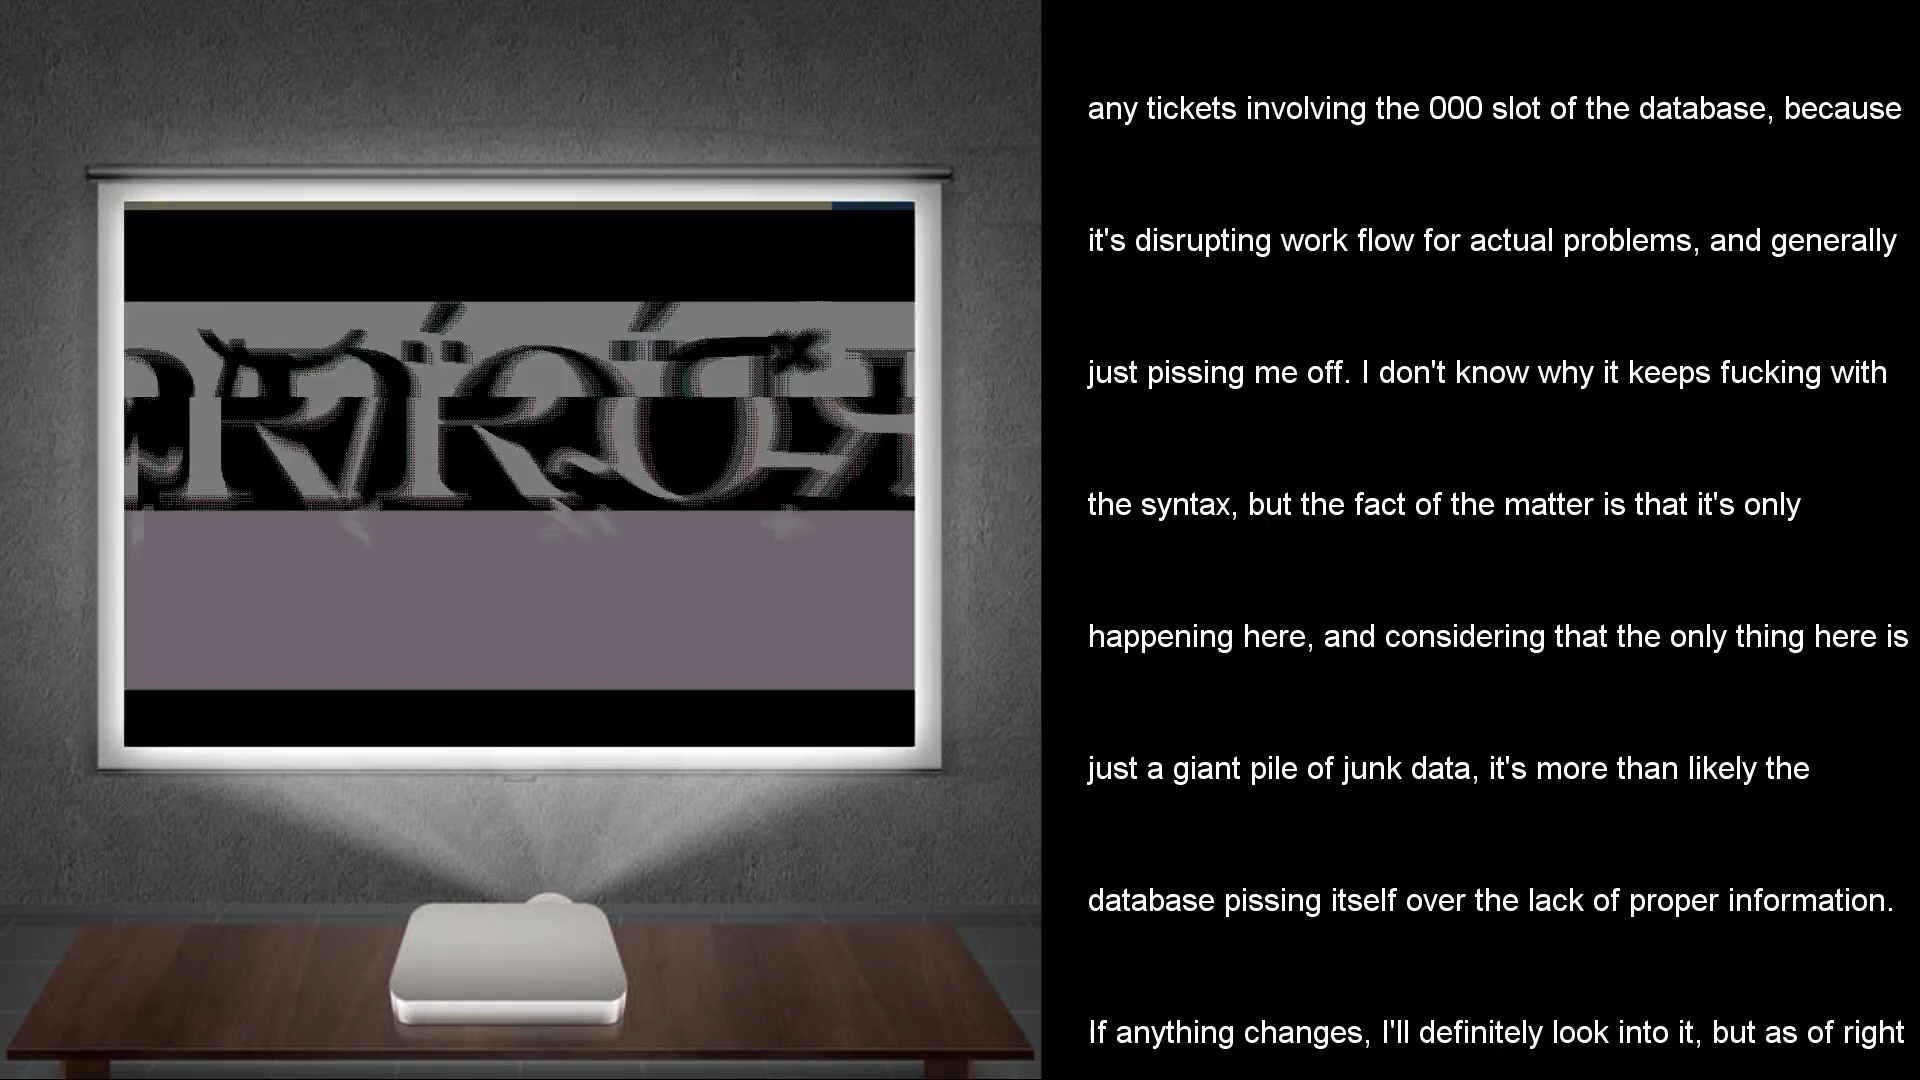 any tickets involving the 000 slot of the database, because
it's disrupting work flow for actual problems, and generally
just pissing me off. I don't know why it keeps fucking with
the syntax, but the fact of the matter is that it's only
happening here, and considering that the only thing here is
just a giant pile of junk data, it's more than likely the
database pissing itself over the lack of proper information.
If anything changes, I'll definitely look into it, but as of right